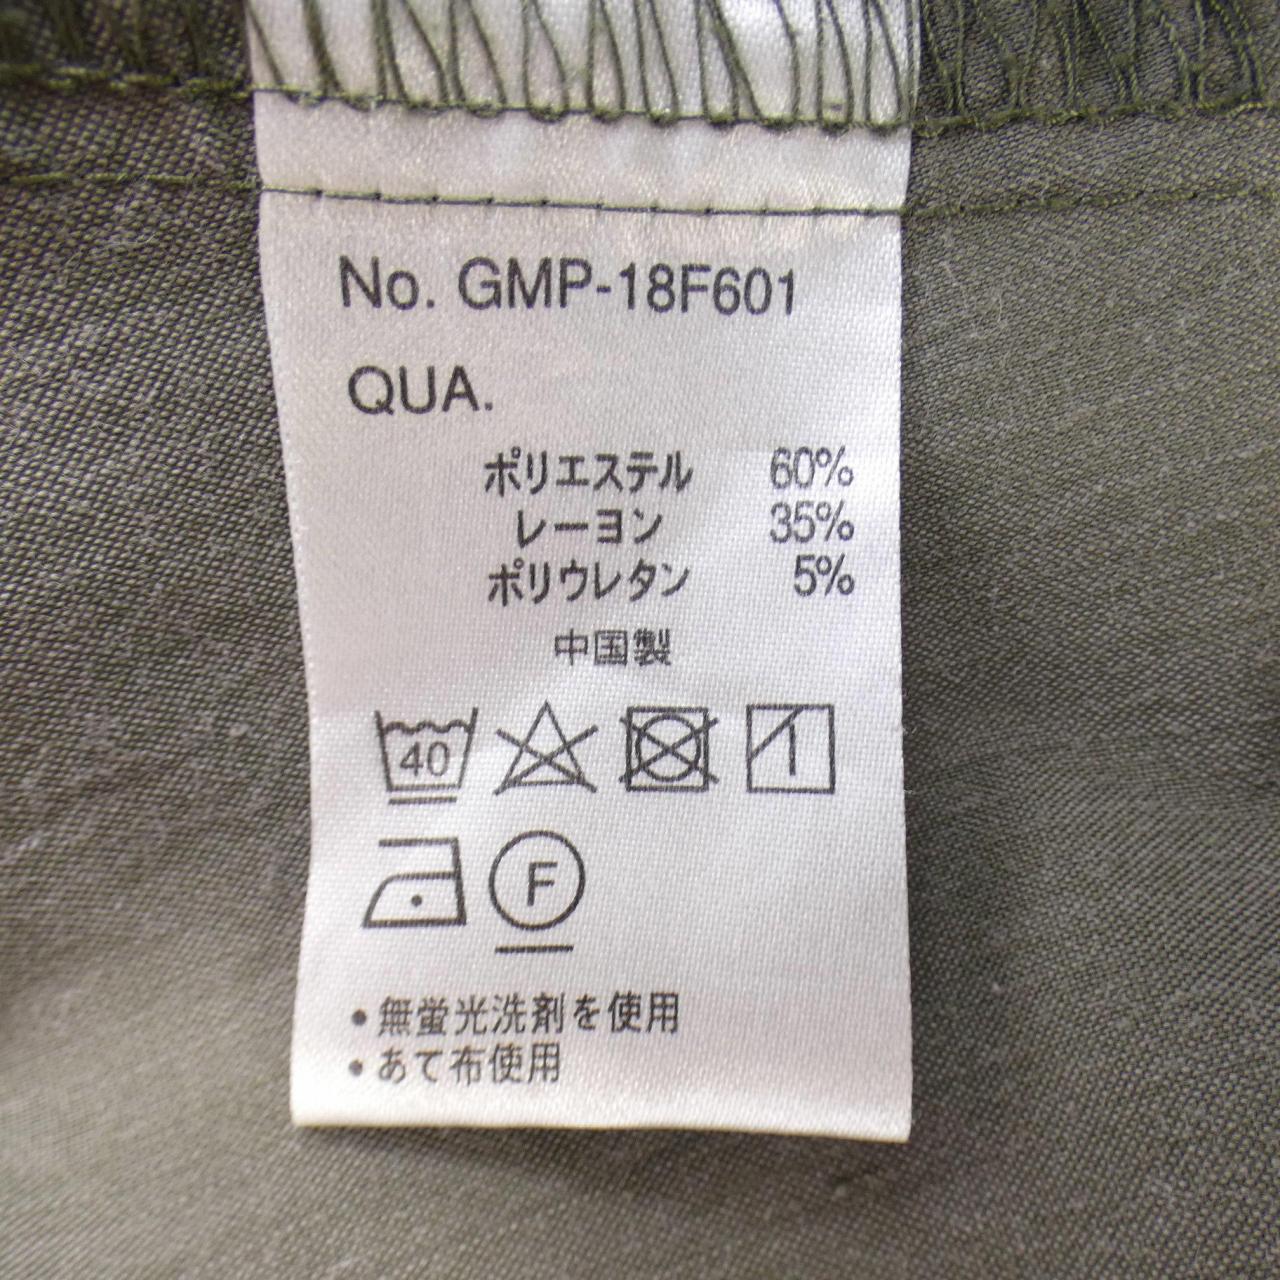 No. GMP-18F601
QUA.
ポリエステル 60%
レーヨン 35%
ポリウレタン 5%
中国製
40
F
•無蛍光洗剤を使用
•あて布使用